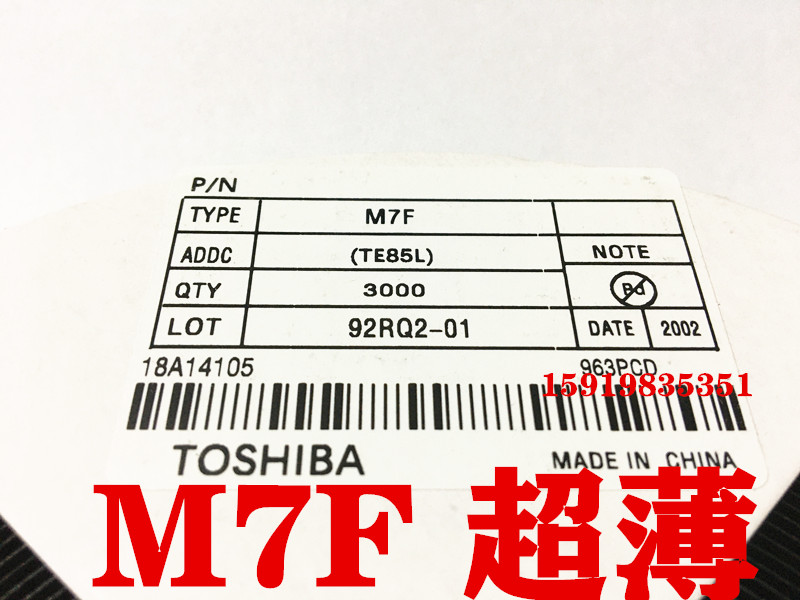 P/N
TYPE M7F
ADDC (TE85L) NOTE
QTY 3000 Pd
LOT 92RQ2-01 DATE 2002
18A14105 963PCD
15919835351
TOSHIBA MADE IN CHINA
M7F 超薄